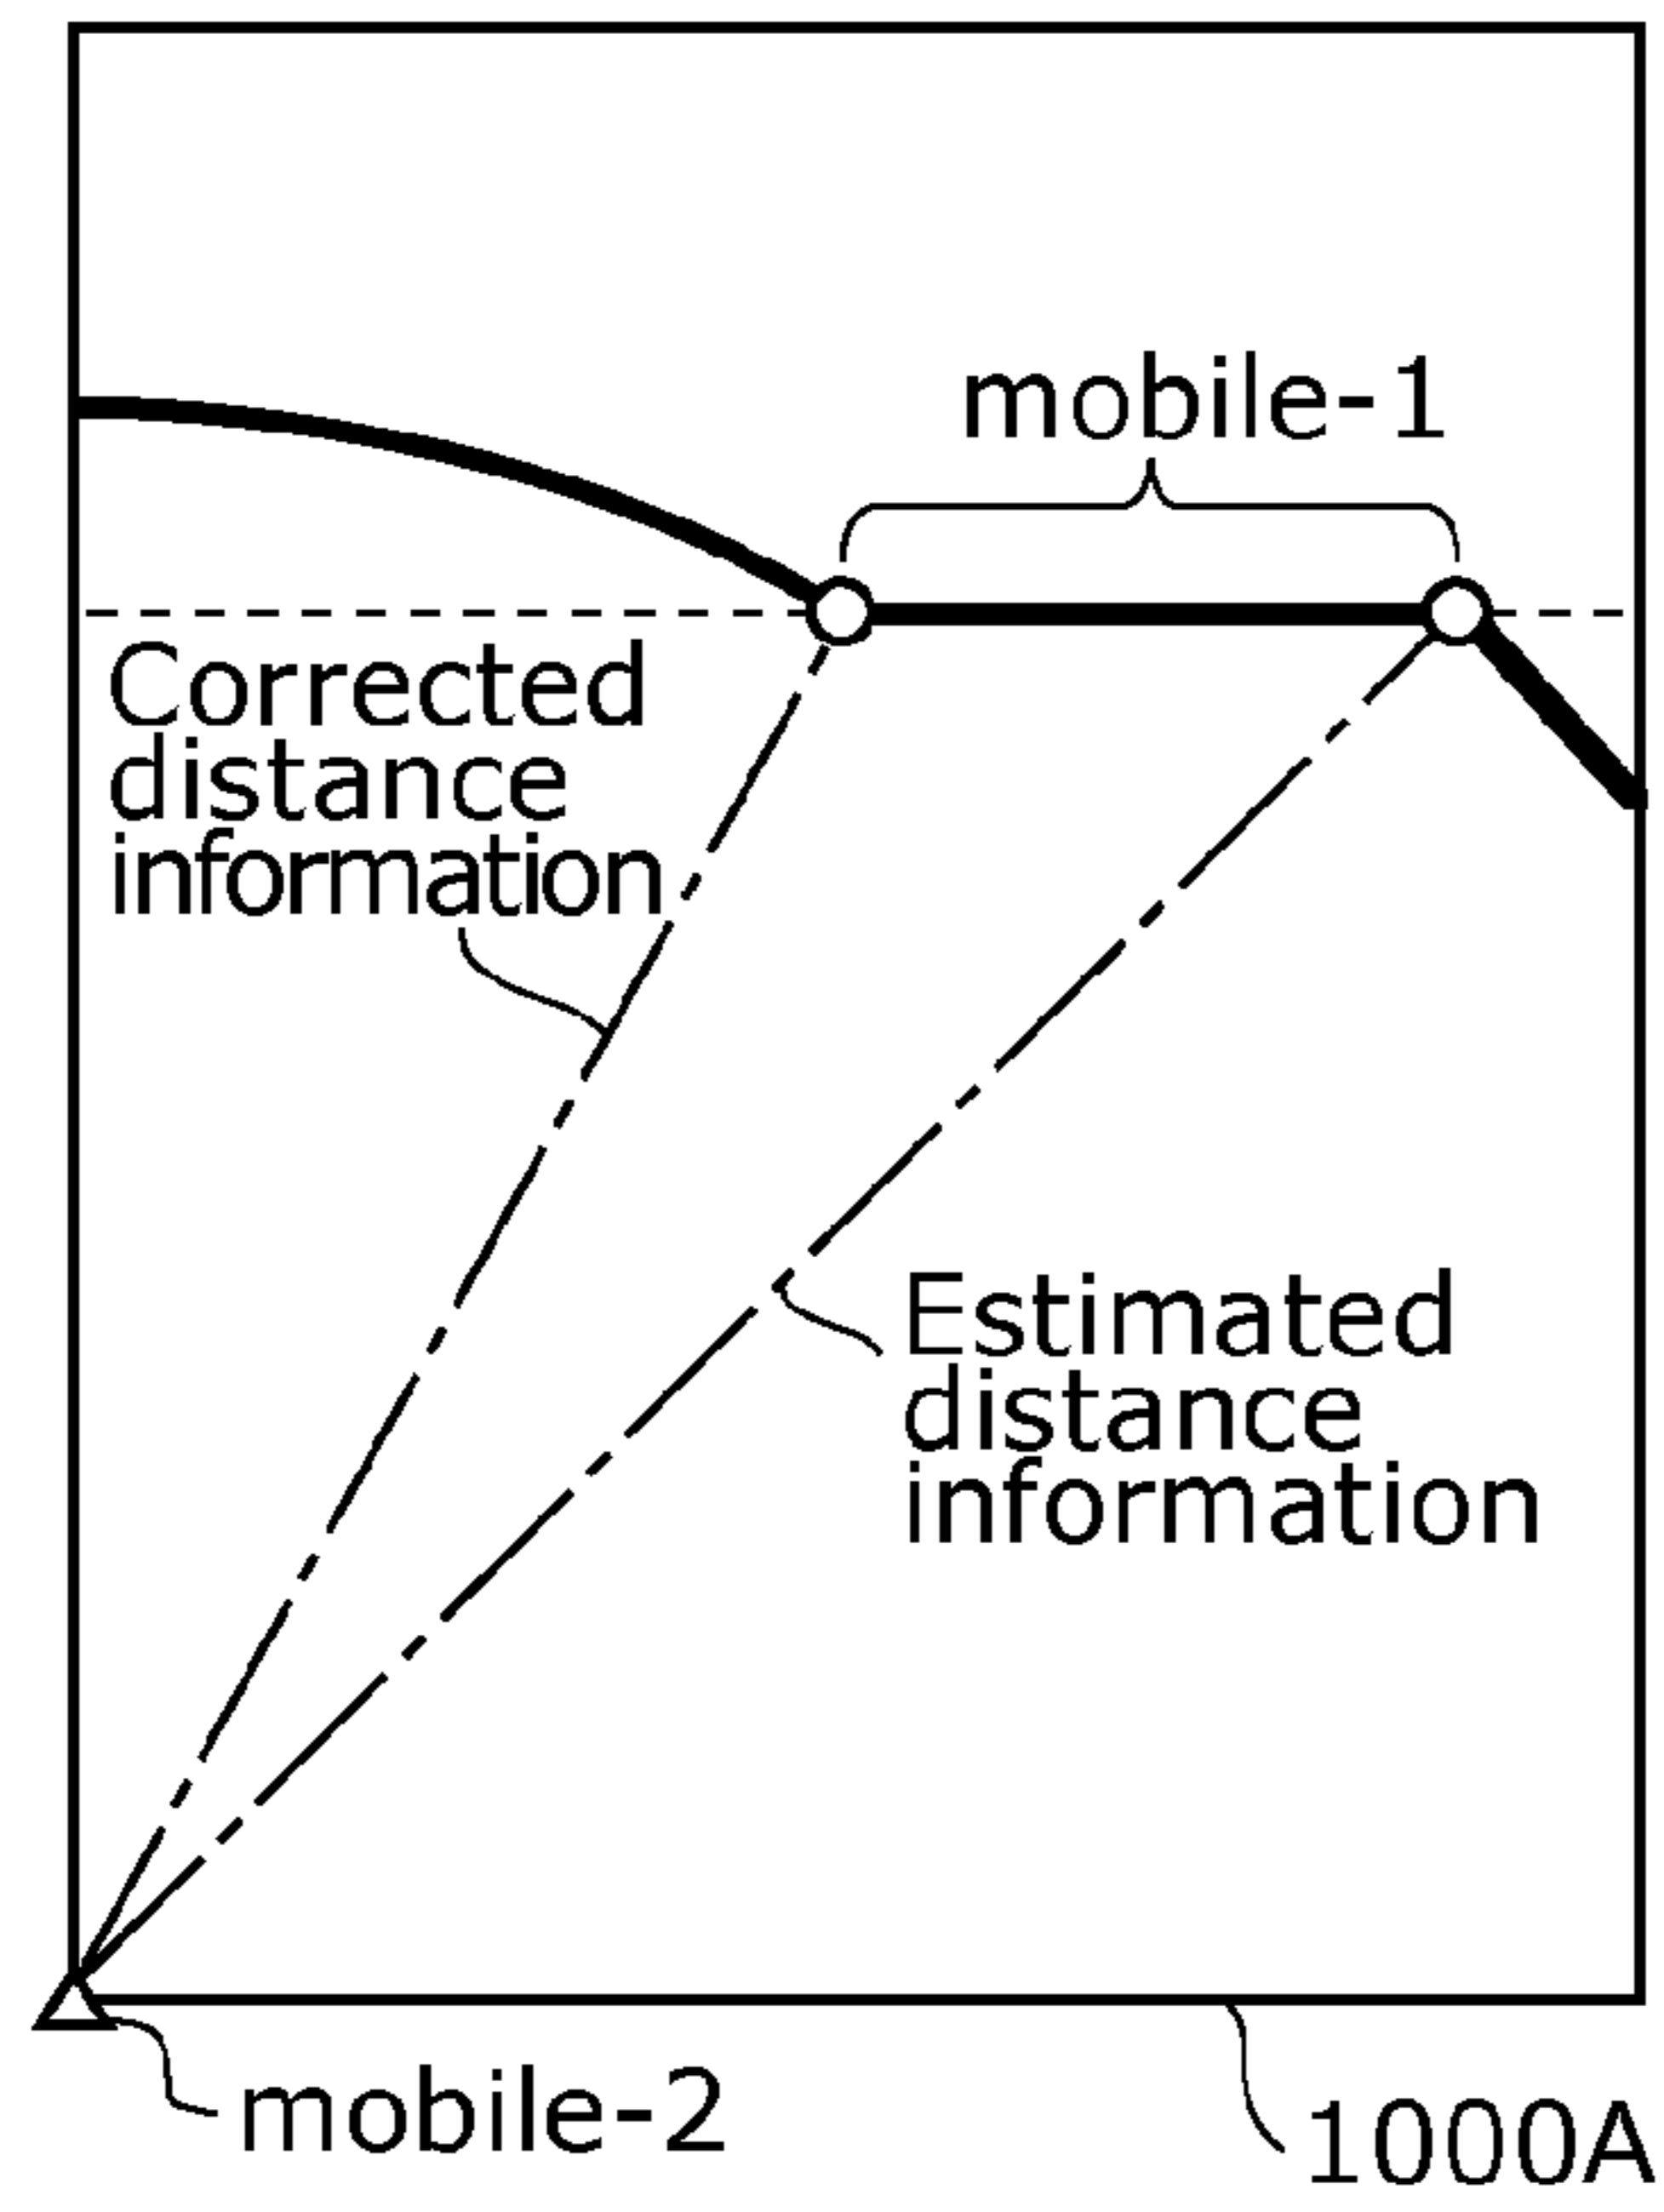 mobile-1
Corrected
distance
information
Estimated
distance
information
mobile-2
1000A